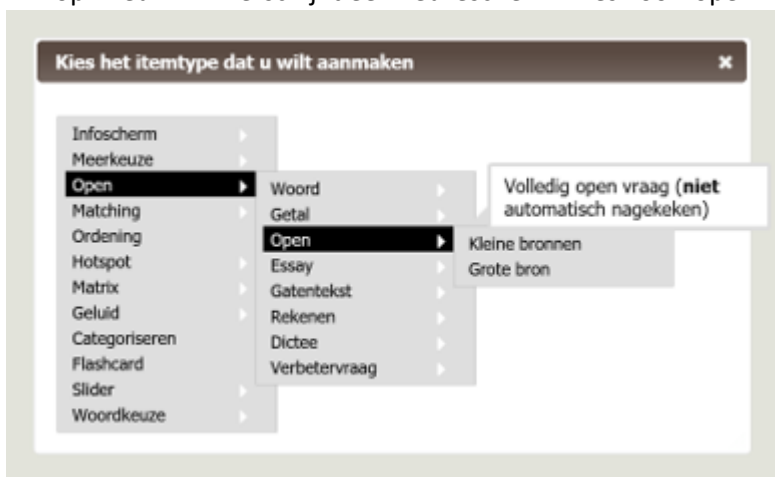 Kies het itemtype dat u wilt aanmaken
Infoscherm
Meerkeuze
Open
Matching
Ordening
Hotspot
Matrix
Geluid
Categoriseren
Flashcard
Slider
Woordkeuze
Woord
Getal
Open
Essay
Gatentekst
Rekenen
Dictee
Verbetervraag
Volledig open vraag (niet
automatisch nagekeken)
Kleine bronnen
Grote bron